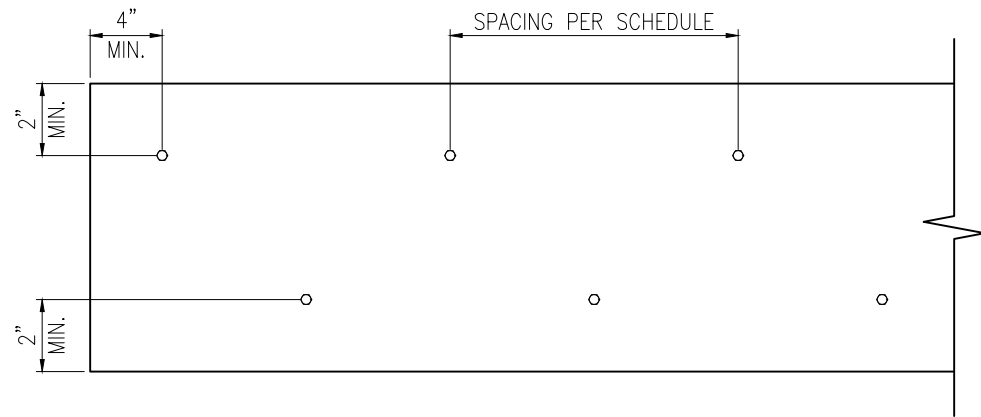 4”
MIN.
SPACING PER SCHEDULE
2”
MIN.
2”
MIN.